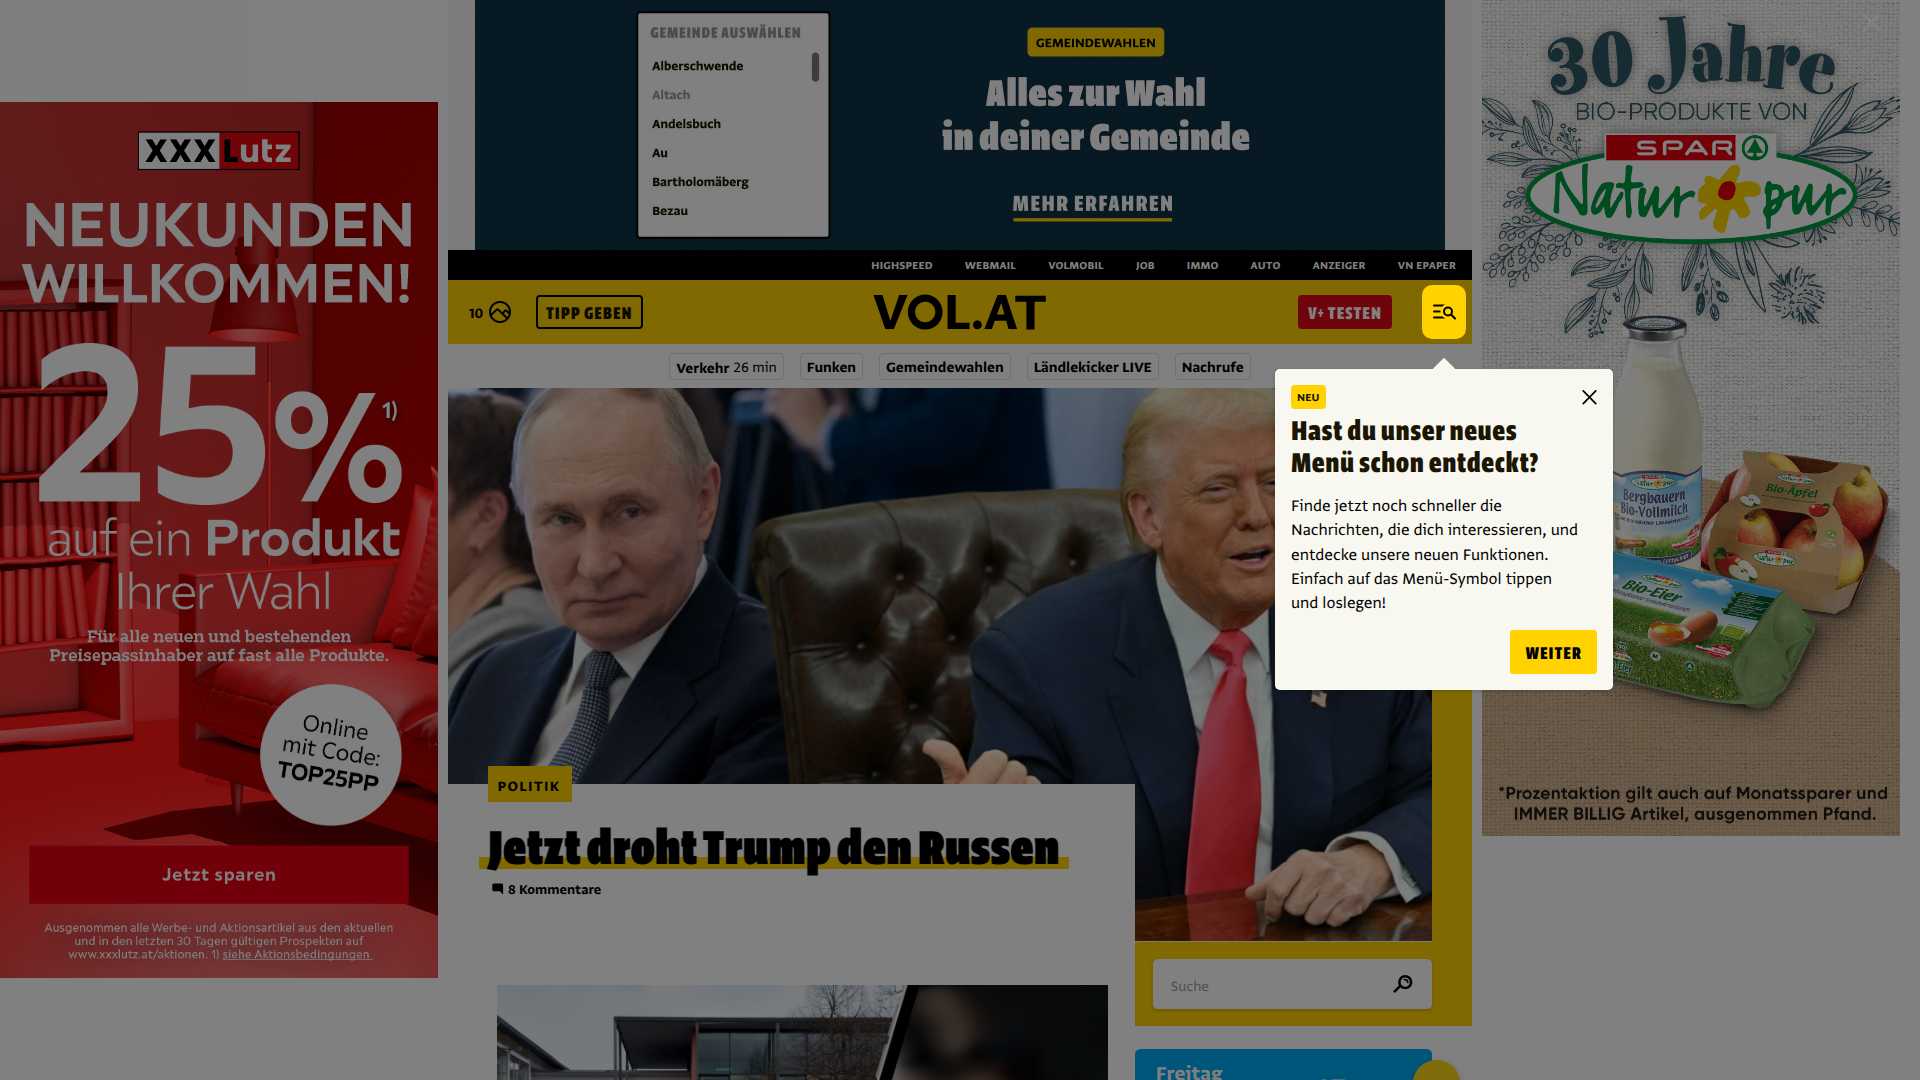 GEMEINDE AUSWÄHLEN
Alberschwende
Altach
Andelsbuch
Au
Bartholomäberg
Bezau
GEMEINDEWAHLEN
Alles zur Wahl
in deiner Gemeinde
MEHR ERFAHREN
XXXLutz
NEUKUNDEN
WILLKOMMEN!
25% 1)
auf ein Produkt
Ihrer Wahl
Für alle neuen und bestehenden
Preisepassinhaber auf fast alle Produkte.
Online
mit Code:
TOP25PP
Jetzt sparen
Ausgenommen alle Werbe- und Aktionsartikel aus den aktuellen
und in den letzten 30 Tagen gültigen Prospekten auf
www.xxxlutz.at/aktionen. 1) siehe Aktionsbedingungen
HIGHSPEED WEBMAIL VOLMOBIL JOB IMMO AUTO ANZEIGER VN EPAPER
10 TIPP GEBEN VOL.AT V+ TESTEN
Verkehr 26 min Funken Gemeindewahlen Ländlekicker LIVE Nachrufe
NEU
Hast du unser neues
Menü schon entdeckt?
Finde jetzt noch schneller die
Nachrichten, die dich interessieren, und
entdecke unsere neuen Funktionen.
Einfach auf das Menü-Symbol tippen
und loslegen!
WEITER
POLITIK
Jetzt droht Trump den Russen
8 Kommentare
Suche
Freitag
30 Jahre
BIO-PRODUKTE VON
SPAR
Natur pur
Bergbauern
Bio-Vollmilch
Bio-Äpfel
SPAR
Natur pur
Bio-Eier
*Prozentaktion gilt auch auf Monatssparer und
IMMER BILLIG Artikel, ausgenommen Pfand.